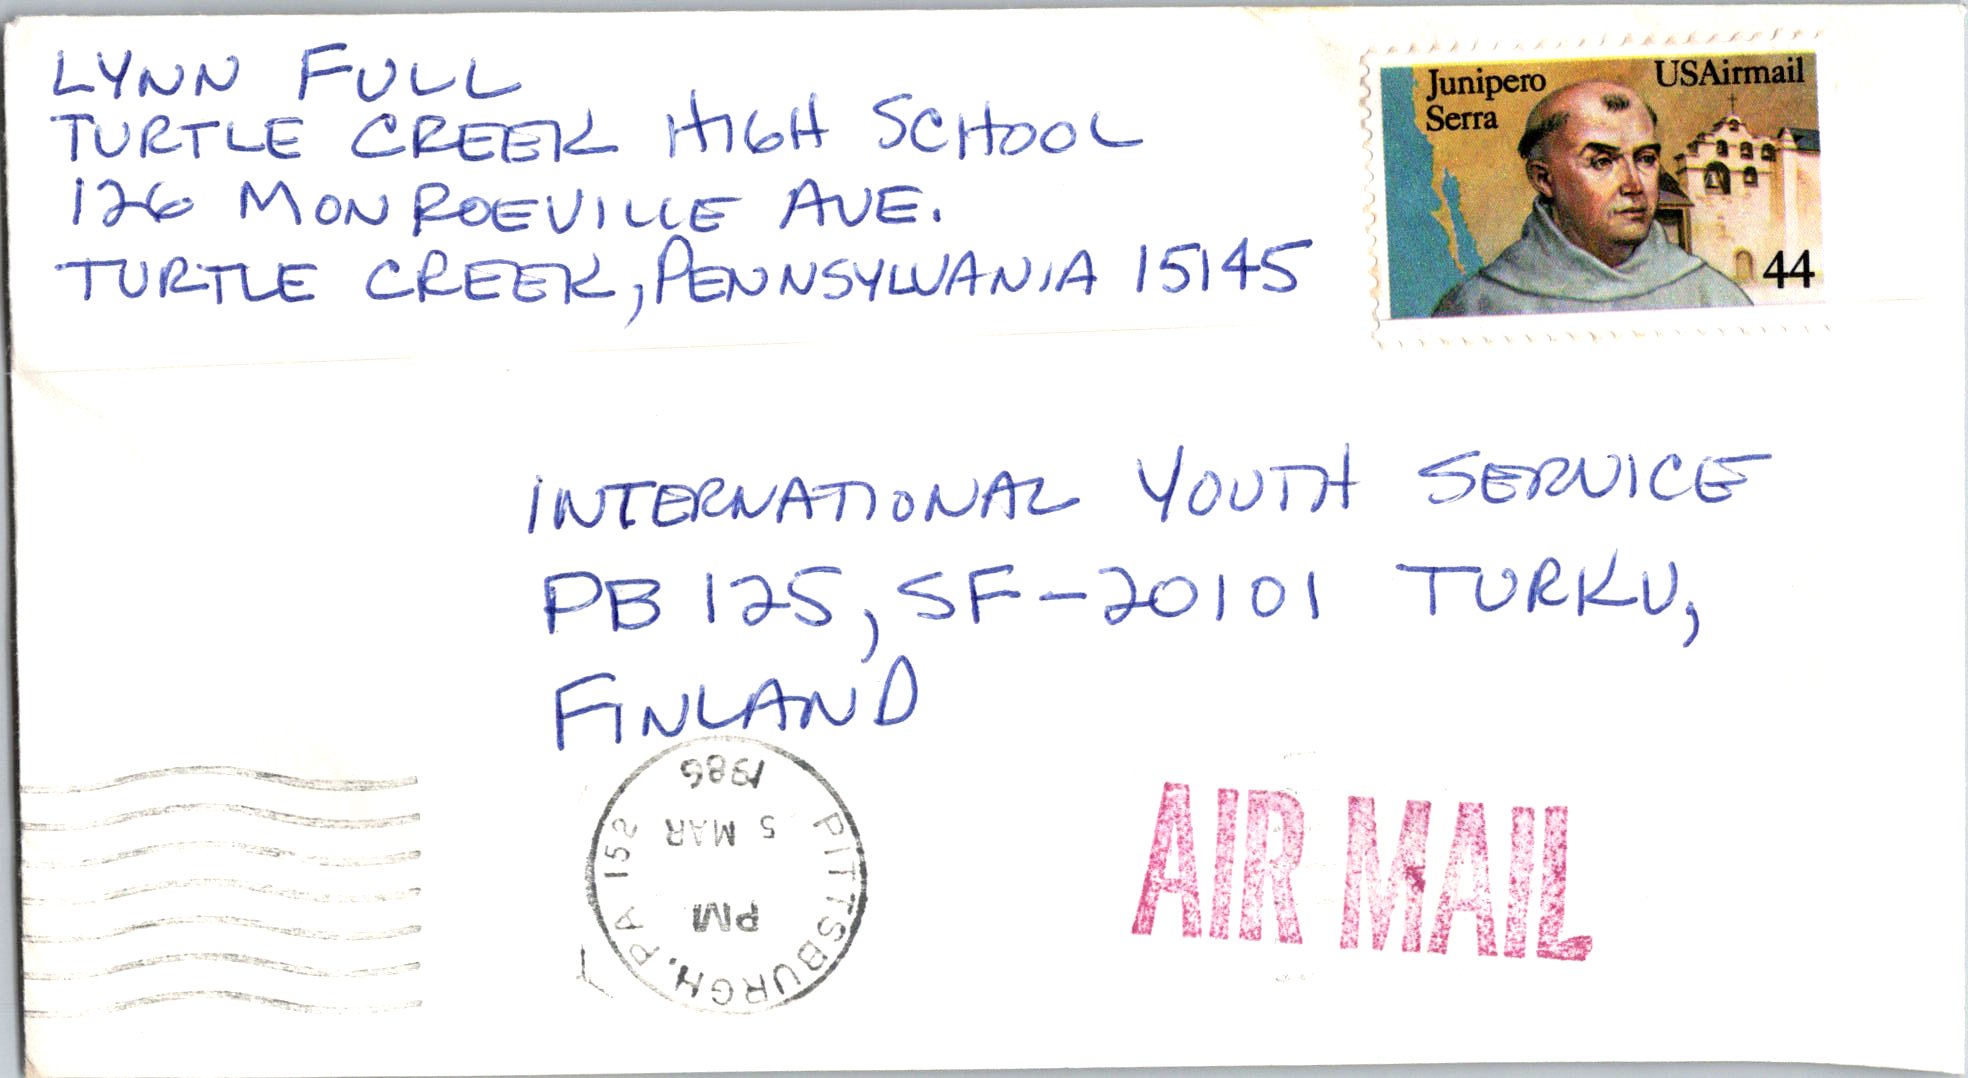 LYNN FULL
TURTLE CREEK HIGH SCHOOL
126 MONROEVILLE AVE.
TURTLE CREEK, PENNSYLVANIA 15145
Junipero
Serra
USAirmail
44
INTERNATIONAL YOUTH SERVICE
PB 125, SF-20101 TURKU,
FINLAND
PITTSBURGH, PA 152
PM
5 MAR
1986
AIR MAIL